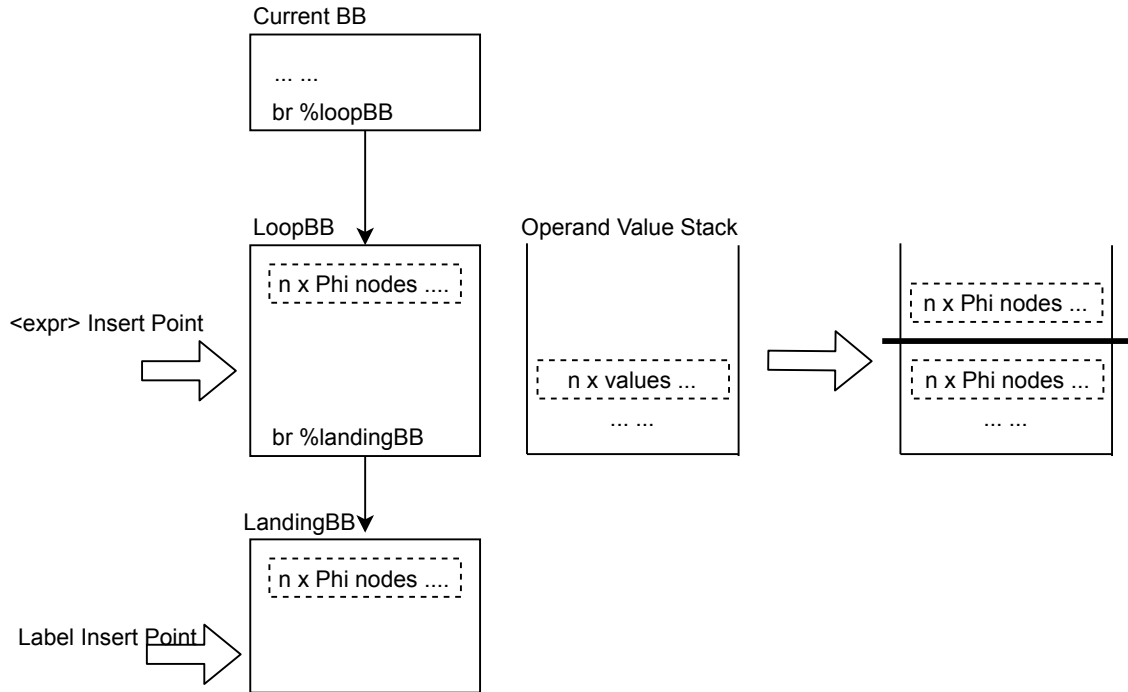 Current BB
... ...
br %loopBB
LoopBB
n x Phi nodes ....
<expr> Insert Point
br %landingBB
Operand Value Stack
n x values ...
... ...
n x Phi nodes ...
n x Phi nodes ...
... ...
LandingBB
n x Phi nodes ....
Label Insert Point